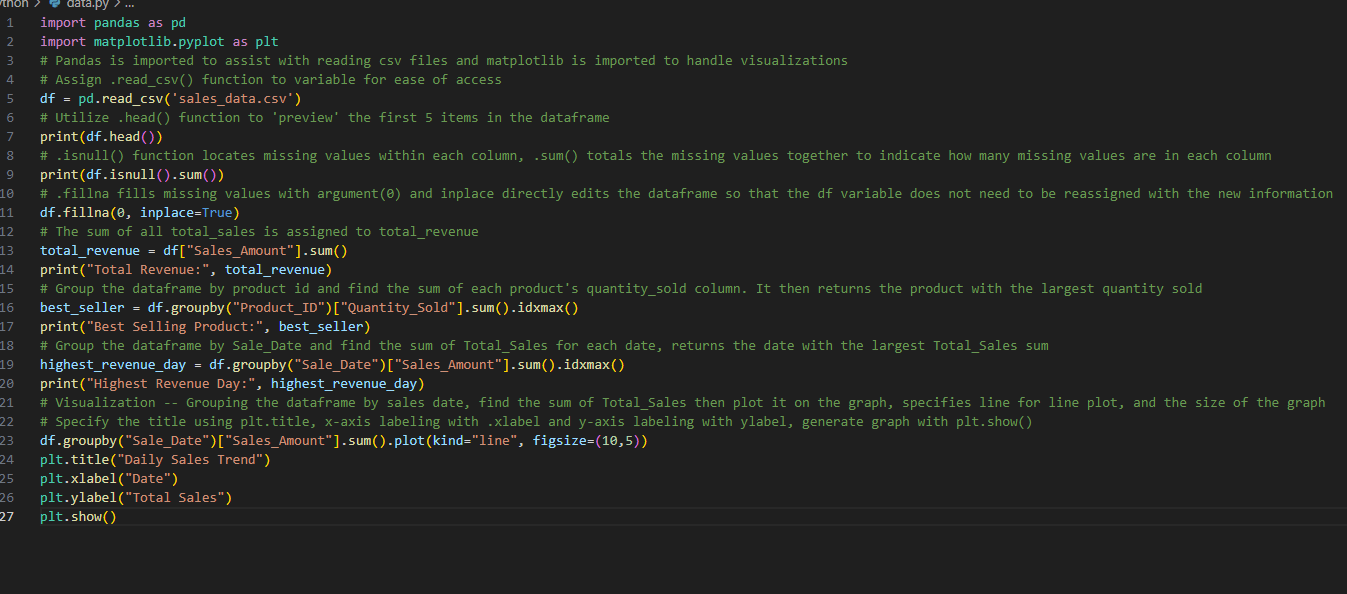 ython > data.py > ...
1 import pandas as pd
2 import matplotlib.pyplot as plt
3 # Pandas is imported to assist with reading csv files and matplotlib is imported to handle visualizations
4 # Assign .read_csv() function to variable for ease of access
5 df = pd.read_csv('sales_data.csv')
6 # Utilize .head() function to 'preview' the first 5 items in the dataframe
7 print(df.head())
8 # .isnull() function locates missing values within each column, .sum() totals the missing values together to indicate how many missing values are in each column
9 print(df.isnull().sum())
10 # .fillna fills missing values with argument(0) and inplace directly edits the dataframe so that the df variable does not need to be reassigned with the new information
11 df.fillna(0, inplace=True)
12 # The sum of all total_sales is assigned to total_revenue
13 total_revenue = df["Sales_Amount"].sum()
14 print("Total Revenue:", total_revenue)
15 # Group the dataframe by product id and find the sum of each product's quantity_sold column. It then returns the product with the largest quantity sold
16 best_seller = df.groupby("Product_ID")["Quantity_Sold"].sum().idxmax()
17 print("Best Selling Product:", best_seller)
18 # Group the dataframe by Sale_Date and find the sum of Total_Sales for each date, returns the date with the largest Total_Sales sum
19 highest_revenue_day = df.groupby("Sale_Date")["Sales_Amount"].sum().idxmax()
20 print("Highest Revenue Day:", highest_revenue_day)
21 # Visualization -- Grouping the dataframe by sales date, find the sum of Total_Sales then plot it on the graph, specifies line for line plot, and the size of the graph
22 # Specify the title using plt.title, x-axis labeling with .xlabel and y-axis labeling with ylabel, generate graph with plt.show()
23 df.groupby("Sale_Date")["Sales_Amount"].sum().plot(kind="line", figsize=(10,5))
24 plt.title("Daily Sales Trend")
25 plt.xlabel("Date")
26 plt.ylabel("Total Sales")
27 plt.show()